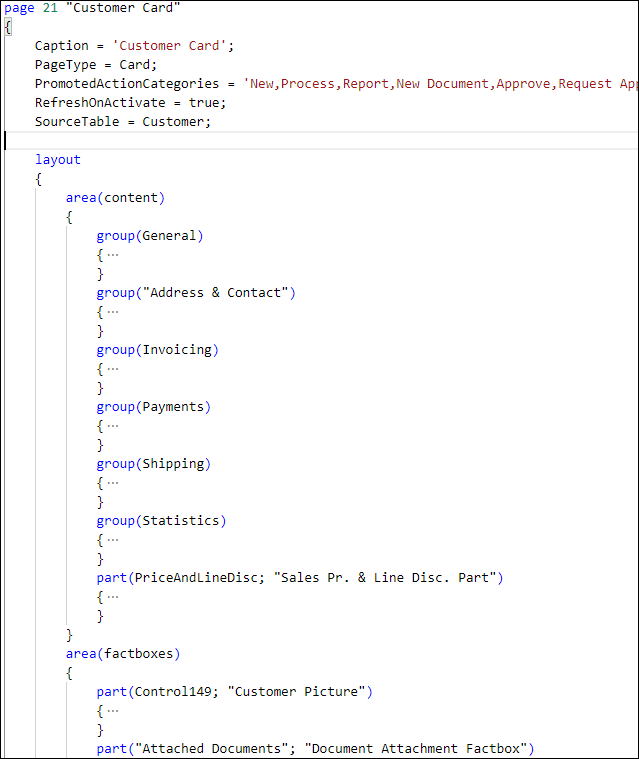 page 21 "Customer Card"
{
    Caption = 'Customer Card';
    PageType = Card;
    PromotedActionCategories = 'New,Process,Report,New Document,Approve,Request App
    RefreshOnActivate = true;
    SourceTable = Customer;

    layout
    {
        area(content)
        {
            group(General)
            { ···
            }
            group("Address & Contact")
            { ···
            }
            group(Invoicing)
            { ···
            }
            group(Payments)
            { ···
            }
            group(Shipping)
            { ···
            }
            group(Statistics)
            { ···
            }
            part(PriceAndLineDisc; "Sales Pr. & Line Disc. Part")
            { ···
            }
        }
        area(factboxes)
        {
            part(Control149; "Customer Picture")
            { ···
            }
            part("Attached Documents"; "Document Attachment Factbox")